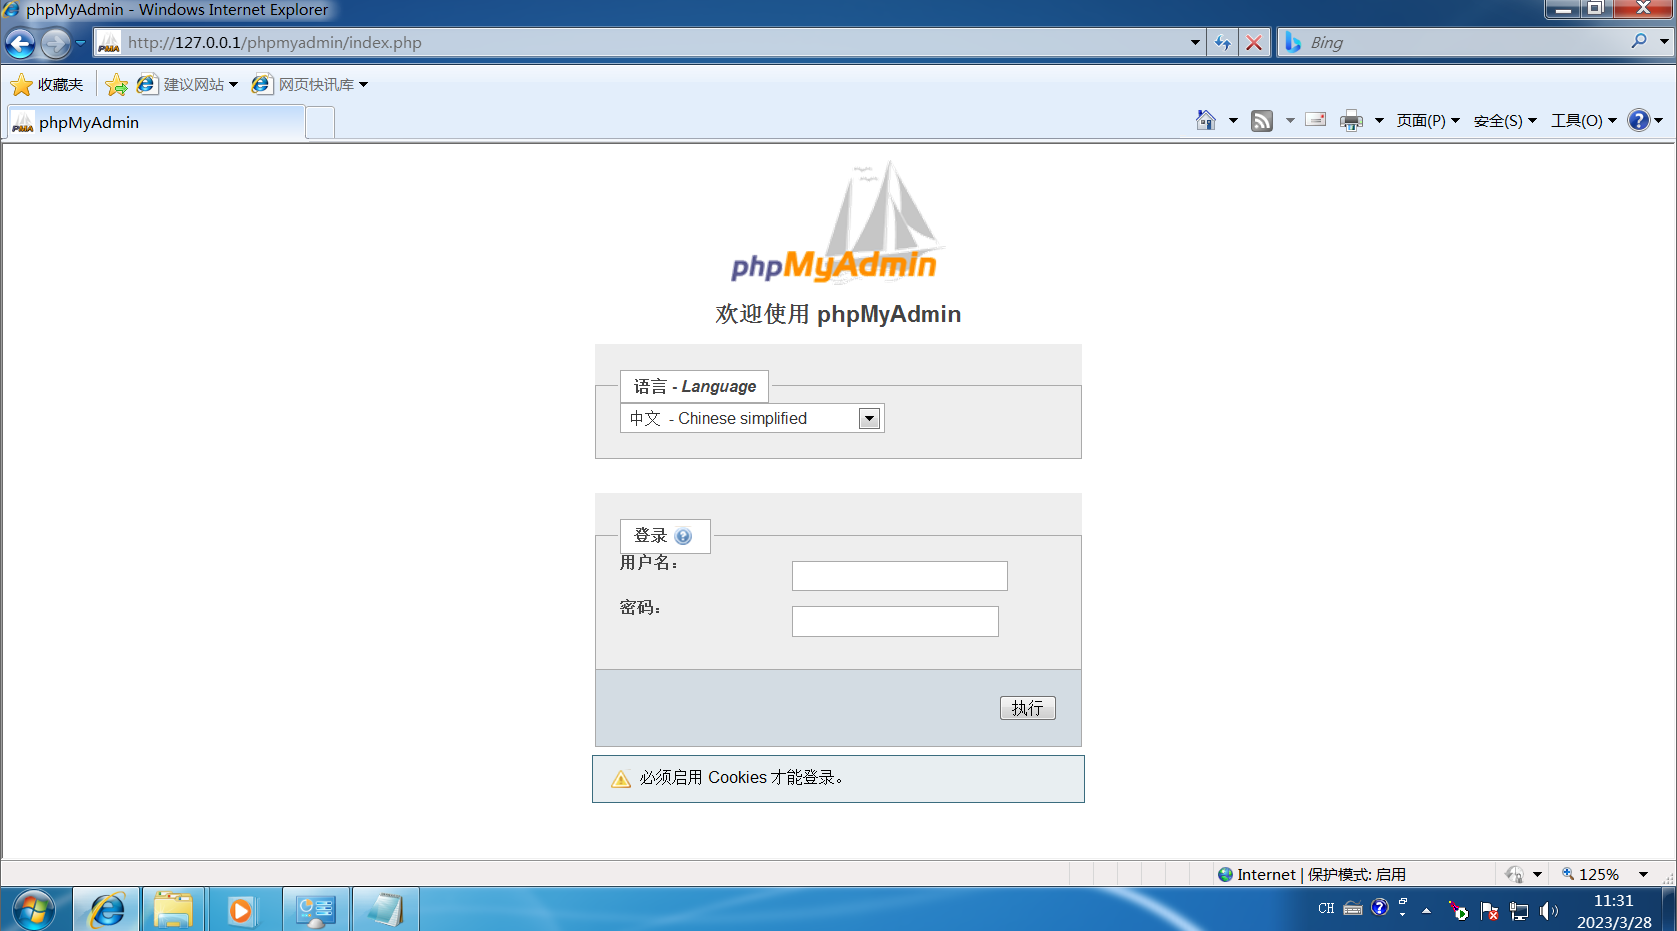 phpMyAdmin - Windows Internet Explorer
http://127.0.0.1/phpmyadmin/index.php
Bing
收藏夹
建议网站
网页快讯库
PMA phpMyAdmin
页面(P)
安全(S)
工具(O)
phpMyAdmin
欢迎使用 phpMyAdmin
语言 - Language
中文 - Chinese simplified
登录
用户名：
密码：
执行
必须启用 Cookies 才能登录。
Internet | 保护模式: 启用
125%
CH
11:31
2023/3/28